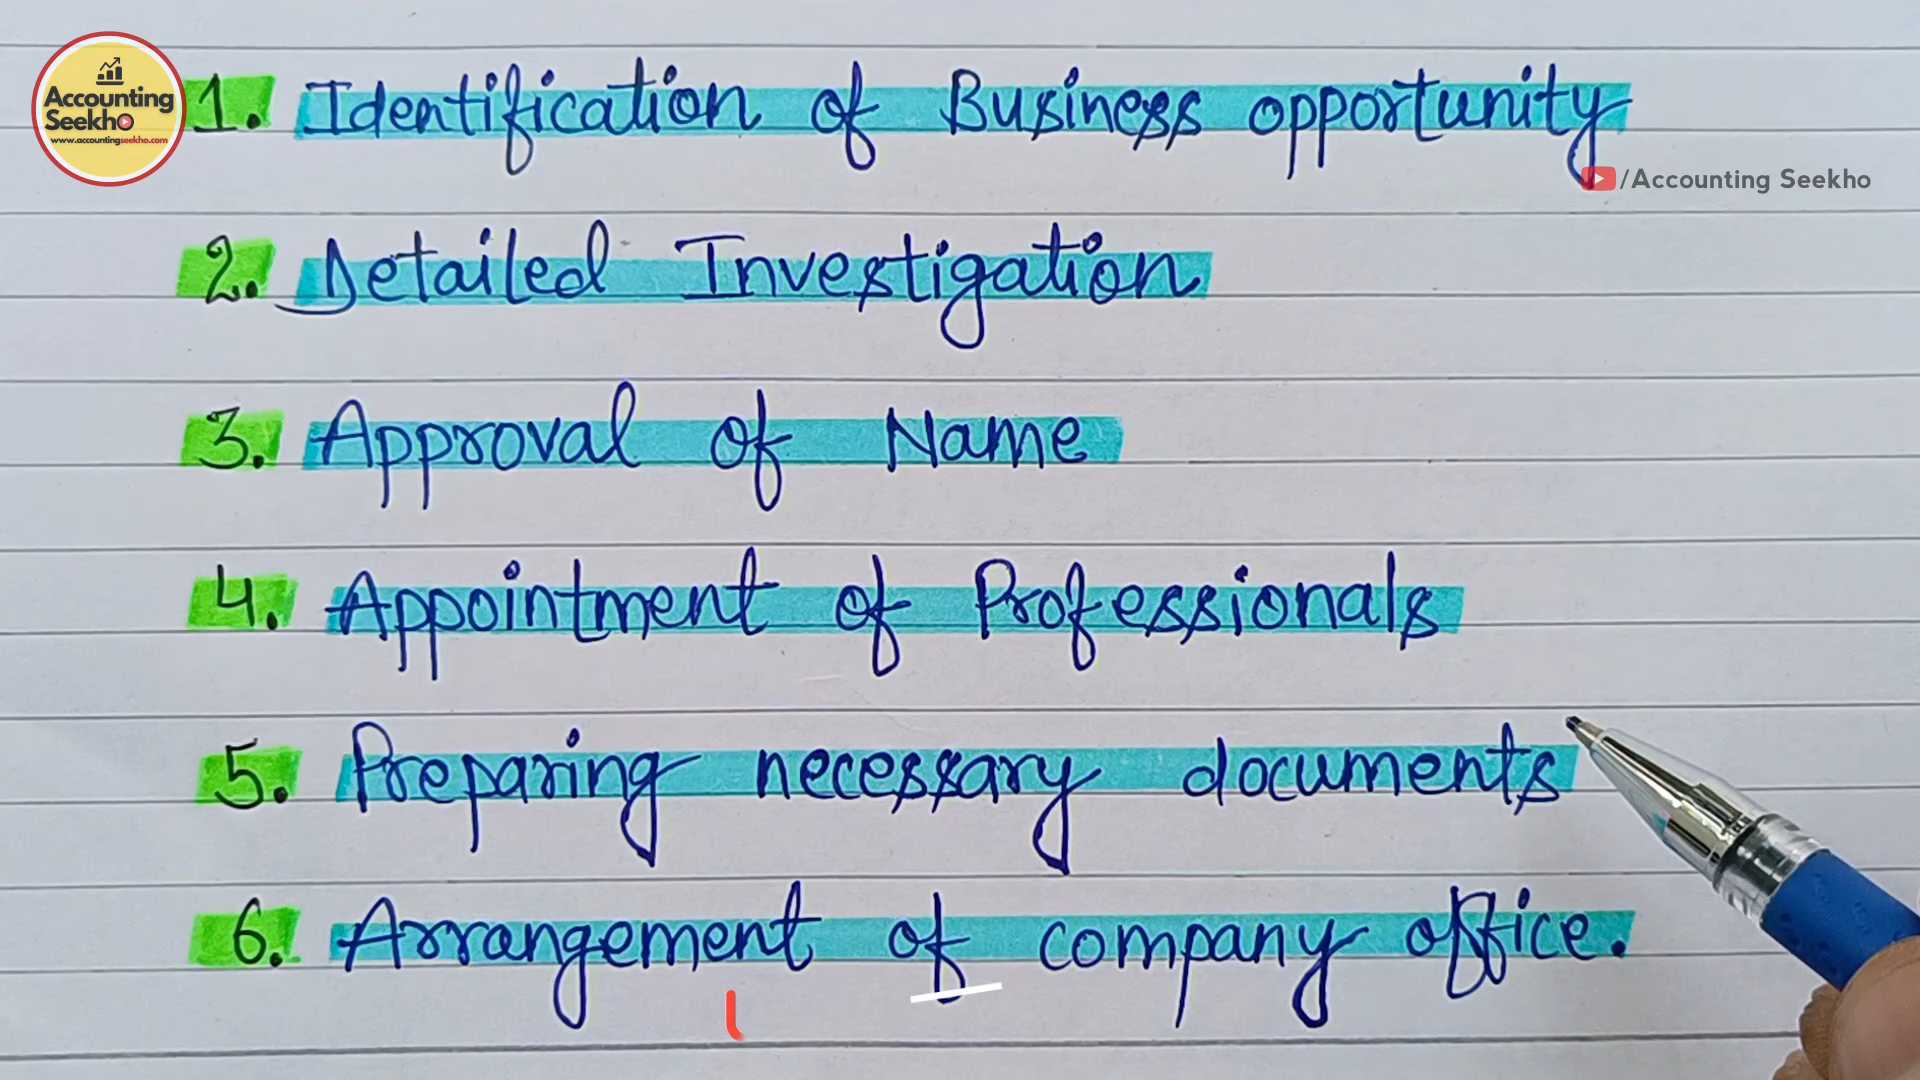 Accounting
Seekho
www.accountingseekho.com
1. Identification of Business opportunity
/Accounting Seekho
2. Detailed Investigation
3. Approval of Name
4. Appointment of Professionals
5. Preparing necessary documents
6. Arrangement of company office.